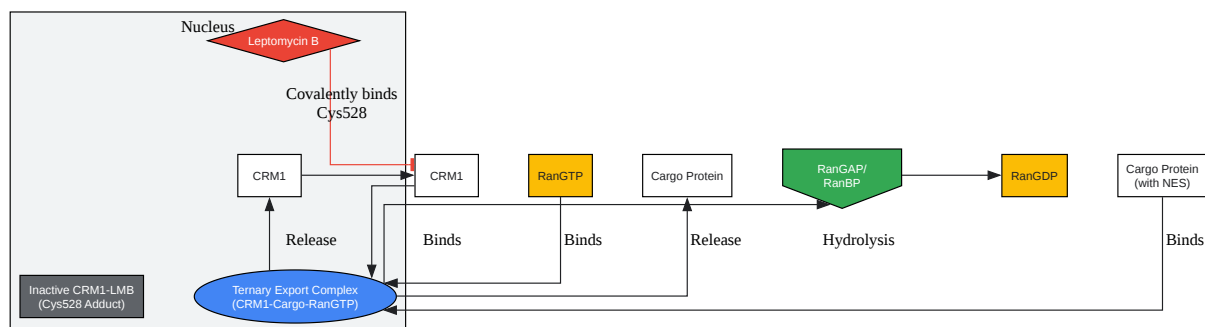 Nucleus
Leptomycin B
Covalently binds
Cys528
CRM1
CRM1
RanGTP
Cargo Protein
RanGAP/
RanBP
RanGDP
Cargo Protein
(with NES)
Release
Binds
Binds
Release
Hydrolysis
Binds
Inactive CRM1-LMB
(Cys528 Adduct)
Ternary Export Complex
(CRM1-Cargo-RanGTP)